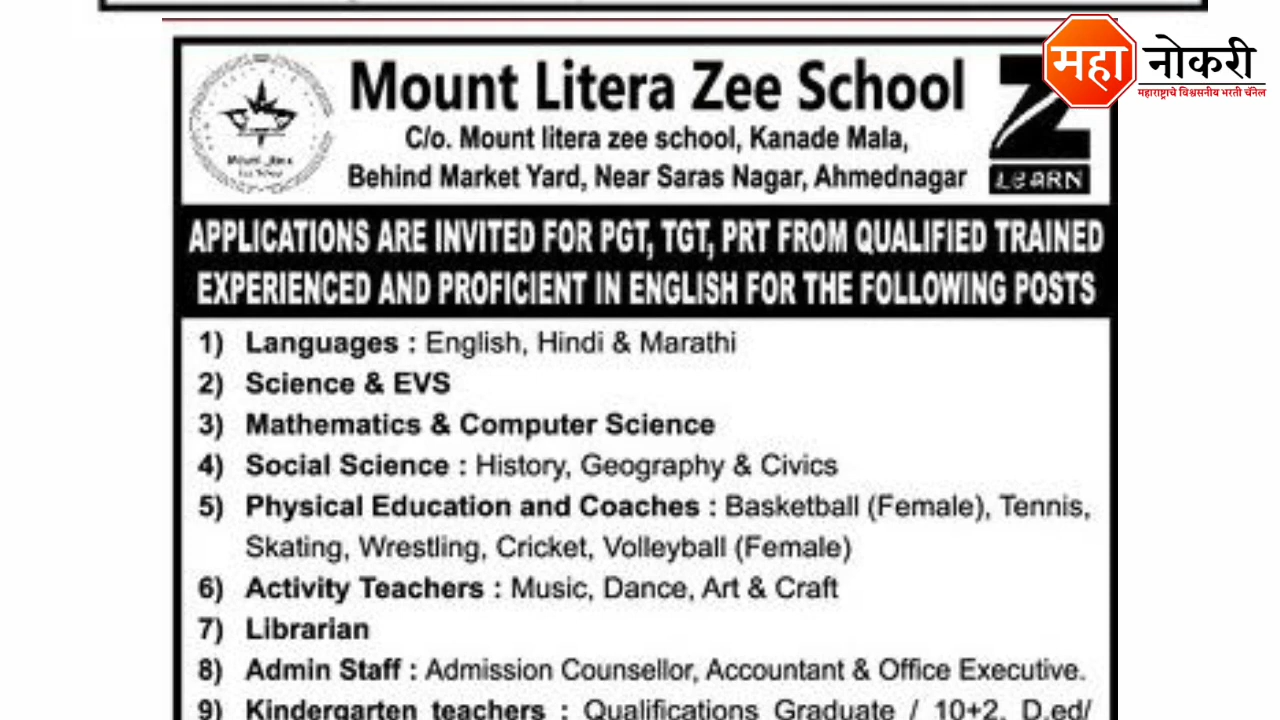 महा नोकरी
महाराष्ट्राचे विश्वसनीय भरती चॅनेल
Mount Litera Zee School
C/o. Mount litera zee school, Kanade Mala,
Behind Market Yard, Near Saras Nagar, Ahmednagar
LeARN
APPLICATIONS ARE INVITED FOR PGT, TGT, PRT FROM QUALIFIED TRAINED
EXPERIENCED AND PROFICIENT IN ENGLISH FOR THE FOLLOWING POSTS
1) Languages : English, Hindi & Marathi
2) Science & EVS
3) Mathematics & Computer Science
4) Social Science : History, Geography & Civics
5) Physical Education and Coaches : Basketball (Female), Tennis,
Skating, Wrestling, Cricket, Volleyball (Female)
6) Activity Teachers : Music, Dance, Art & Craft
7) Librarian
8) Admin Staff : Admission Counsellor, Accountant & Office Executive.
9) Kindergarten teachers : Qualifications Graduate / 10+2, D.ed/